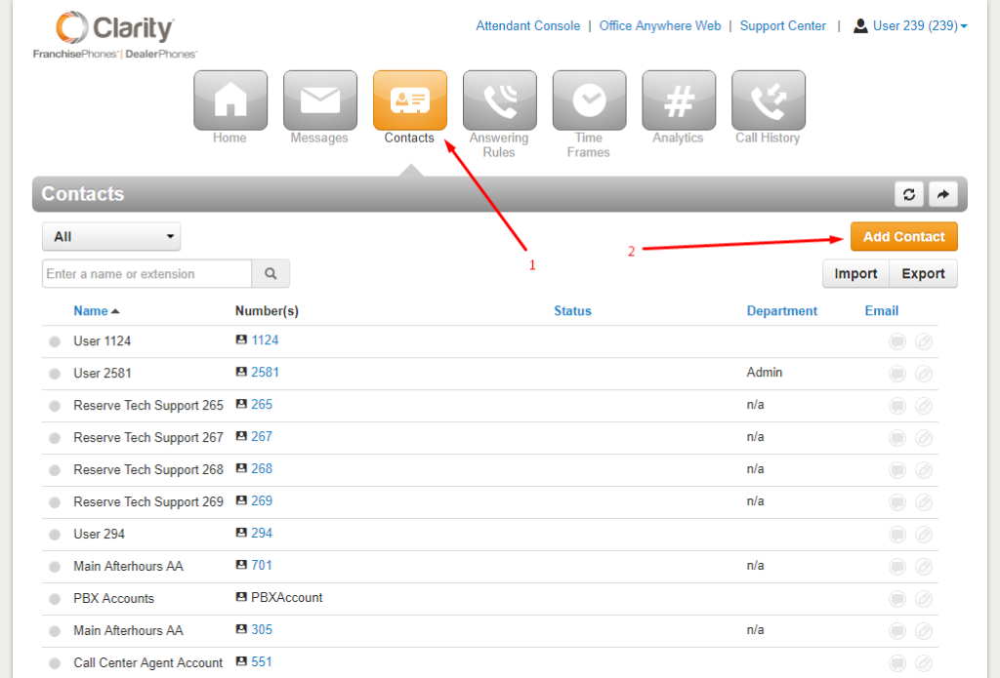 Clarity
FranchisePhones | DealerPhones
Attendant Console | Office Anywhere Web | Support Center | User 239 (239)
Home
Messages
Contacts
Answering Rules
Time Frames
Analytics
Call History
Contacts
All
1
2
Add Contact
Enter a name or extension
Import
Export
Name Number(s) Status Department Email
User 1124 1124
User 2581 2581 Admin
Reserve Tech Support 265 265 n/a
Reserve Tech Support 267 267 n/a
Reserve Tech Support 268 268 n/a
Reserve Tech Support 269 269 n/a
User 294 294
Main Afterhours AA 701 n/a
PBX Accounts PBXAccount
Main Afterhours AA 305 n/a
Call Center Agent Account 551